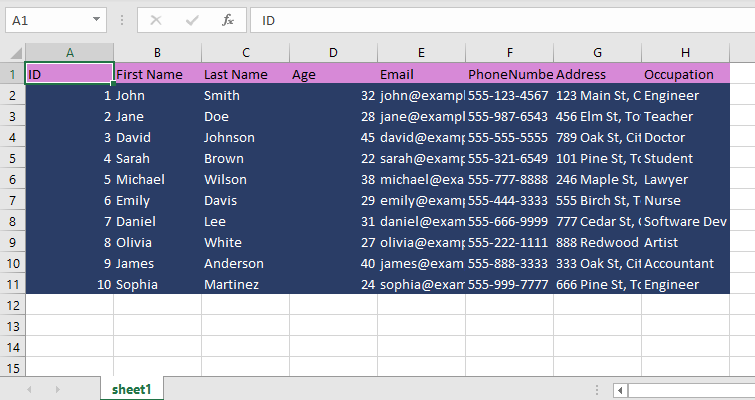 A1 fx ID
A B C D E F G H
1 ID First Name Last Name Age Email PhoneNumbe Address Occupation
2 1 John Smith 32 john@exampl 555-123-4567 123 Main St, C Engineer
3 2 Jane Doe 28 jane@exampl 555-987-6543 456 Elm St, To Teacher
4 3 David Johnson 45 david@examp 555-555-5555 789 Oak St, Cit Doctor
5 4 Sarah Brown 22 sarah@examp 555-321-6549 101 Pine St, To Student
6 5 Michael Wilson 38 michael@exa 555-777-8888 246 Maple St, Lawyer
7 6 Emily Davis 29 emily@examp 555-444-3333 555 Birch St, T Nurse
8 7 Daniel Lee 31 daniel@exam 555-666-9999 777 Cedar St, Software Dev
9 8 Olivia White 27 olivia@examp 555-222-1111 888 Redwood Artist
10 9 James Anderson 40 james@exam 555-888-3333 333 Oak St, Cit Accountant
11 10 Sophia Martinez 24 sophia@exam 555-999-7777 666 Pine St, To Engineer
12
13
14
15
sheet1